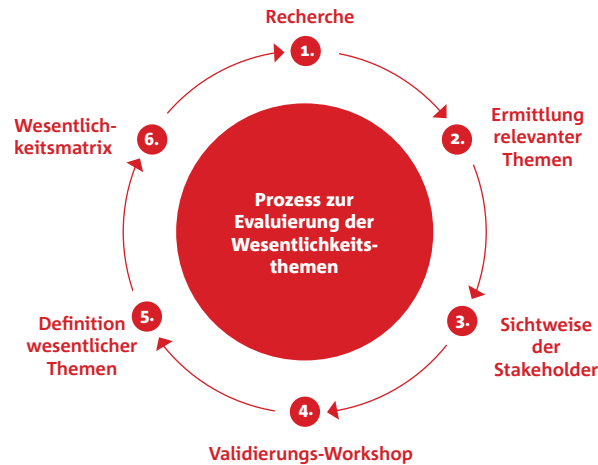 Recherche
1.
Ermittlung
relevanter
Themen
2.
Sichtweise
der
Stakeholder
3.
4.
Validierungs-Workshop
5.
Definition
wesentlicher
Themen
6.
Wesentlich-
keitsmatrix
Prozess zur
Evaluierung der
Wesentlichkeits-
themen